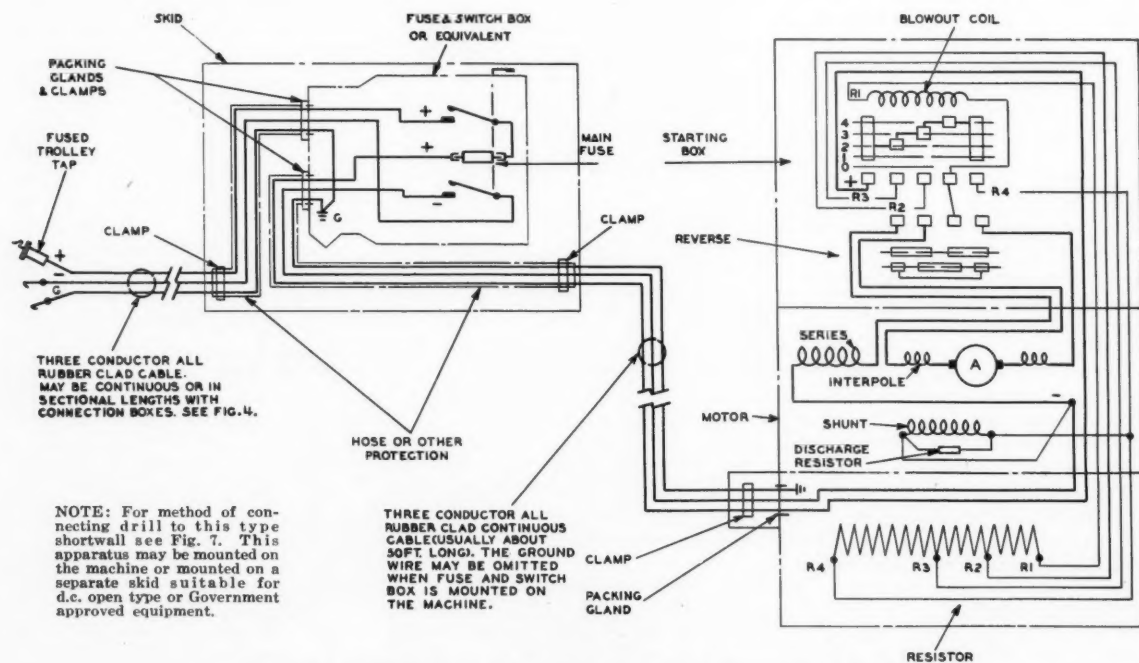 SKID
FUSE & SWITCH BOX
OR EQUIVALENT
BLOWOUT COIL
PACKING
GLANDS
& CLAMPS
R1
+
FUSED
TROLLEY
TAP
+
MAIN
FUSE
STARTING
BOX
4
3
2
1
0
+
R3
R2
R4
-
G
CLAMP
CLAMP
REVERSE
+
-
G
SERIES
INTERPOLE
A
THREE CONDUCTOR ALL
RUBBER CLAD CABLE.
MAY BE CONTINUOUS OR IN
SECTIONAL LENGTHS WITH
CONNECTION BOXES. SEE FIG. 4.
-
MOTOR
SHUNT
DISCHARGE
RESISTOR
HOSE OR OTHER
PROTECTION
NOTE: For method of con-
necting drill to this type
shortwall see Fig. 7. This
apparatus may be mounted on
the machine or mounted on a
separate skid suitable for
d.c. open type or Government
approved equipment.
THREE CONDUCTOR ALL
RUBBER CLAD CONTINUOUS
CABLE (USUALLY ABOUT
50FT. LONG). THE GROUND
WIRE MAY BE OMITTED
WHEN FUSE AND SWITCH
BOX IS MOUNTED ON
THE MACHINE.
CLAMP
PACKING
GLAND
R4
R3
R2
R1
RESISTOR